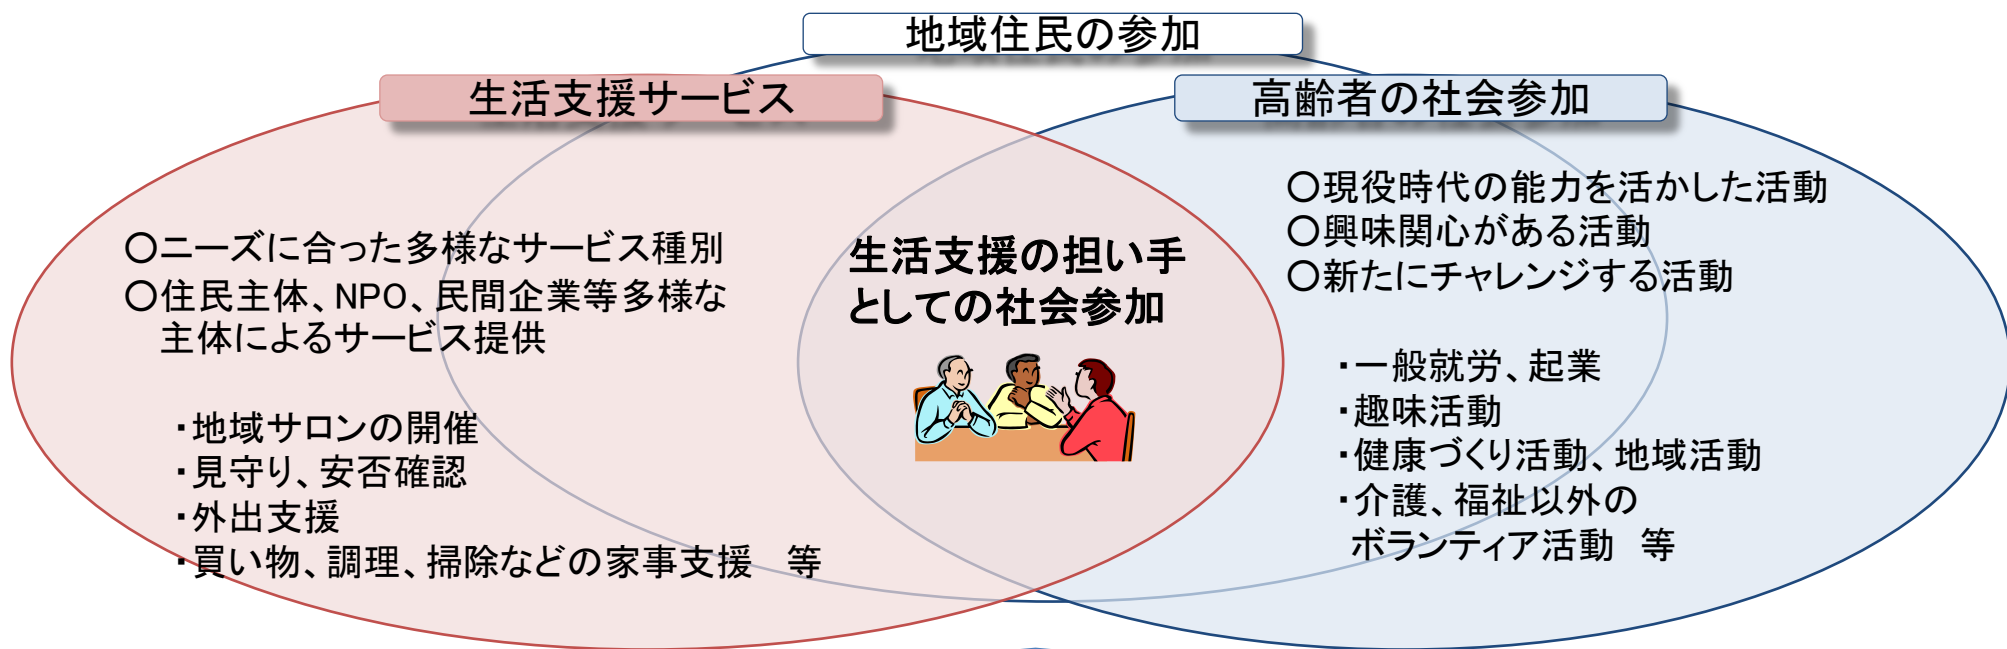 地域住民の参加
生活支援サービス
高齢者の社会参加
〇ニーズに合った多様なサービス種別
〇住民主体、NPO、民間企業等多様な
主体によるサービス提供
・地域サロンの開催
・見守り、安否確認
・外出支援
・買い物、調理、掃除などの家事支援　等
生活支援の担い手
としての社会参加
〇現役時代の能力を活かした活動
〇興味関心がある活動
〇新たにチャレンジする活動
・一般就労、起業
・趣味活動
・健康づくり活動、地域活動
・介護、福祉以外の
ボランティア活動　等